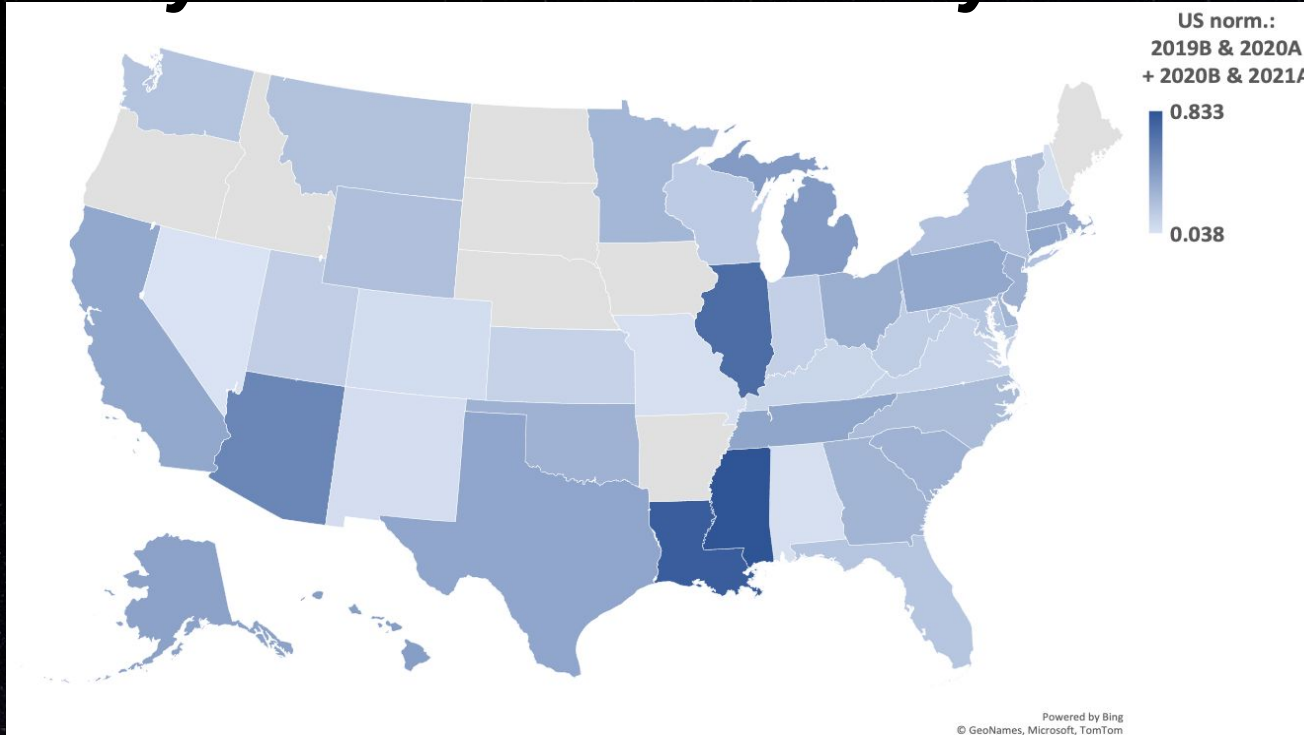 US norm.:
2019B & 2020A
+ 2020B & 2021A
0.833
0.038
Powered by Bing
© GeoNames, Microsoft, TomTom